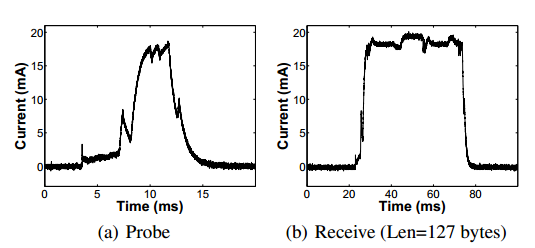 20
15
10
5
0
Current (mA)
0 5 10 15
Time (ms)
(a) Probe
20
15
10
5
0
Current (mA)
0 20 40 60 80
Time (ms)
(b) Receive (Len=127 bytes)